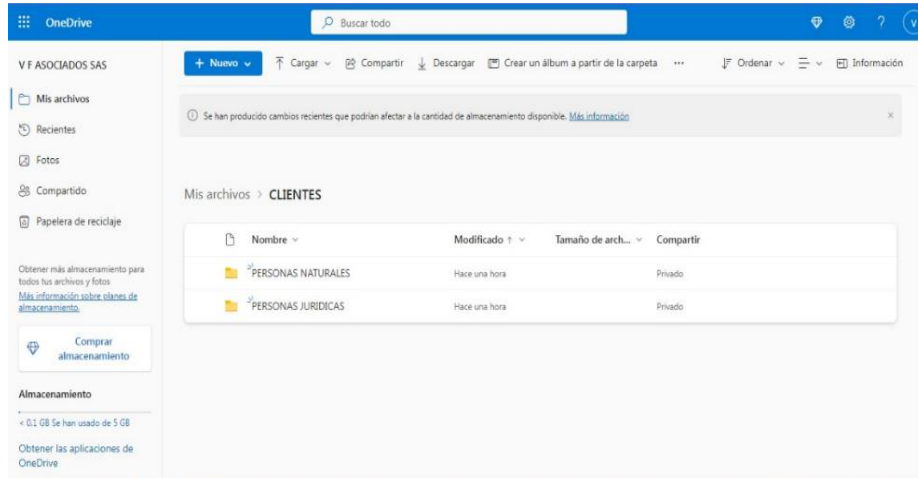 OneDrive
Buscar todo
?
V
V F ASOCIADOS SAS
Mis archivos
Recientes
Fotos
Compartido
Papelera de reciclaje
Obtener más almacenamiento para
todos tus archivos y fotos
Más información sobre planes de
almacenamiento.
Comprar
almacenamiento
Almacenamiento
< 0.1 GB Se han usado de 5 GB
Obtener las aplicaciones de
OneDrive
+ Nuevo
Cargar
Compartir
Descargar
Crear un álbum a partir de la carpeta
...
Ordenar
Información
Se han producido cambios recientes que podrían afectar a la cantidad de almacenamiento disponible. Más información
Mis archivos > CLIENTES
Nombre Modificado ↑ Tamaño de arch... Compartir
PERSONAS NATURALES Hace una hora Privado
PERSONAS JURIDICAS Hace una hora Privado